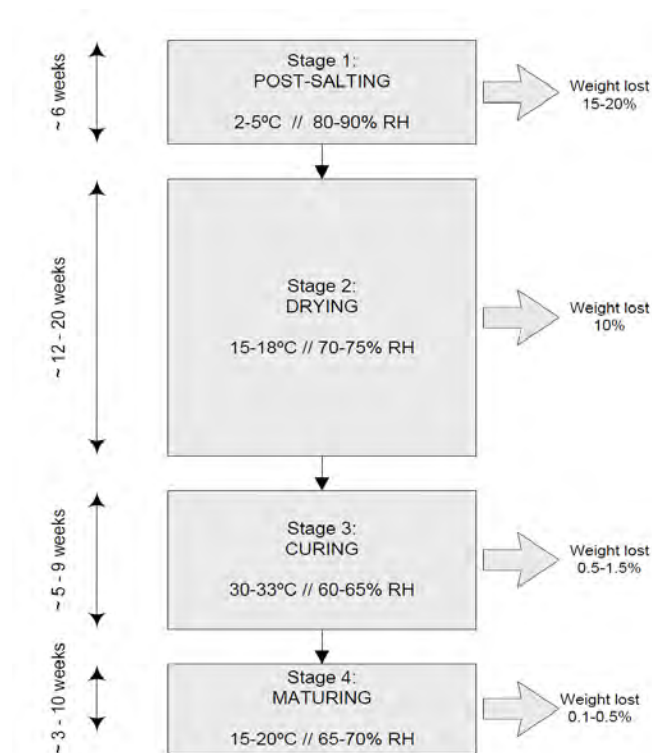 ~ 6 weeks
Stage 1:
POST-SALTING
2-5ºC // 80-90% RH
Weight lost
15-20%
~ 12 - 20 weeks
Stage 2:
DRYING
15-18ºC // 70-75% RH
Weight lost
10%
~ 5 - 9 weeks
Stage 3:
CURING
30-33ºC // 60-65% RH
Weight lost
0.5-1.5%
~ 3 - 10 weeks
Stage 4:
MATURING
15-20ºC // 65-70% RH
Weight lost
0.1-0.5%